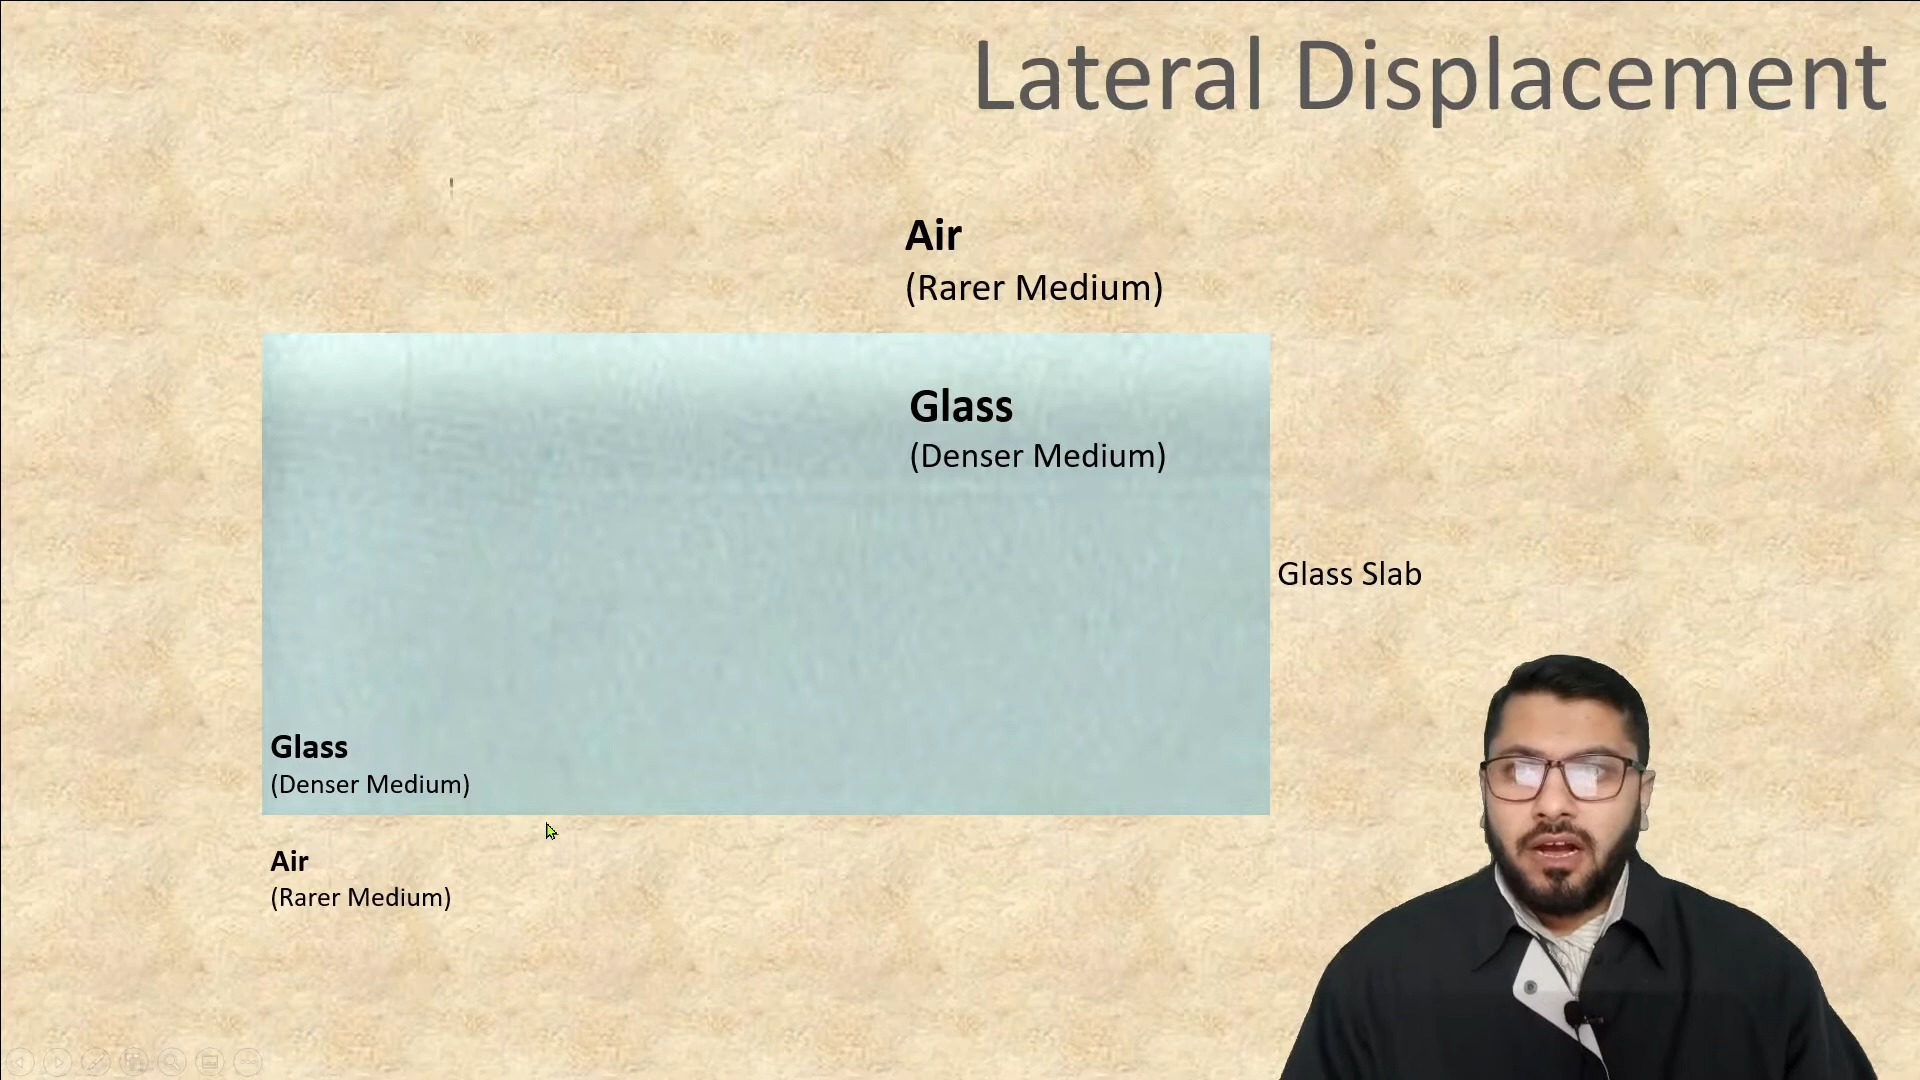 Lateral Displacement
Air
(Rarer Medium)
Glass
(Denser Medium)
Glass Slab
Glass
(Denser Medium)
Air
(Rarer Medium)